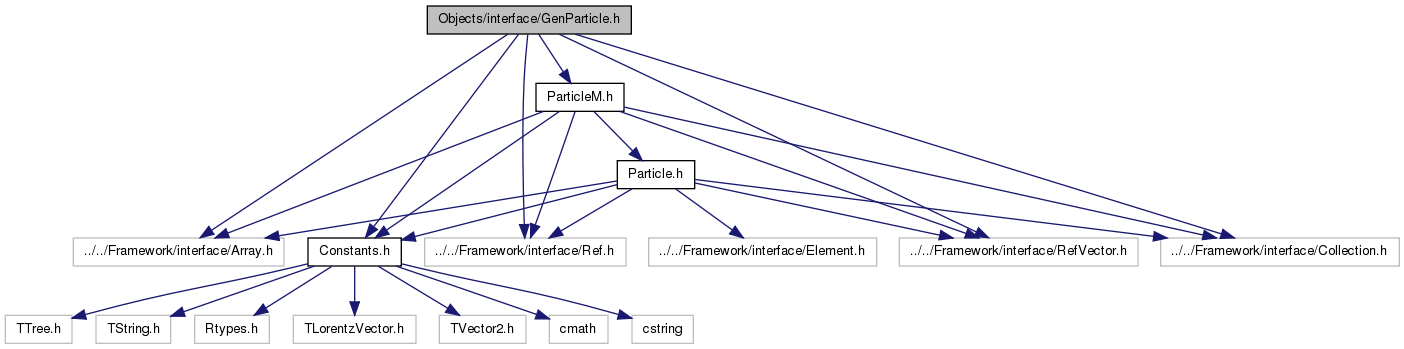 Objects/interface/GenParticle.h
ParticleM.h
Particle.h
../../Framework/interface/Array.h
Constants.h
../../Framework/interface/Ref.h
../../Framework/interface/Element.h
../../Framework/interface/RefVector.h
../../Framework/interface/Collection.h
TTree.h
TString.h
Rtypes.h
TLorentzVector.h
TVector2.h
cmath
cstring